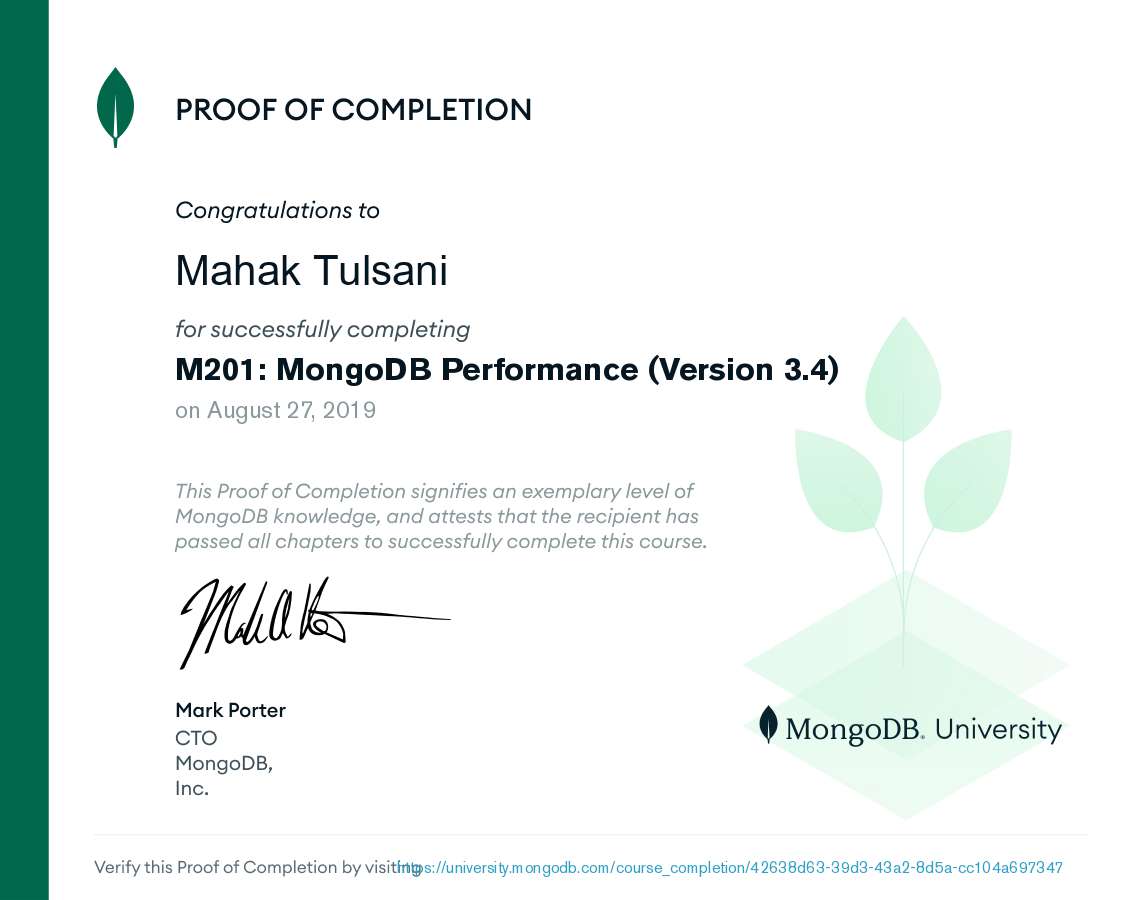 PROOF OF COMPLETION
Congratulations to
Mahak Tulsani
for successfully completing
M201: MongoDB Performance (Version 3.4)
on August 27, 2019
This Proof of Completion signifies an exemplary level of
MongoDB knowledge, and attests that the recipient has
passed all chapters to successfully complete this course.
Mark Porter
CTO
MongoDB,
Inc.
MongoDB. University
Verify this Proof of Completion by visiting https://university.mongodb.com/course_completion/42638d63-39d3-43a2-8d5a-cc104a697347